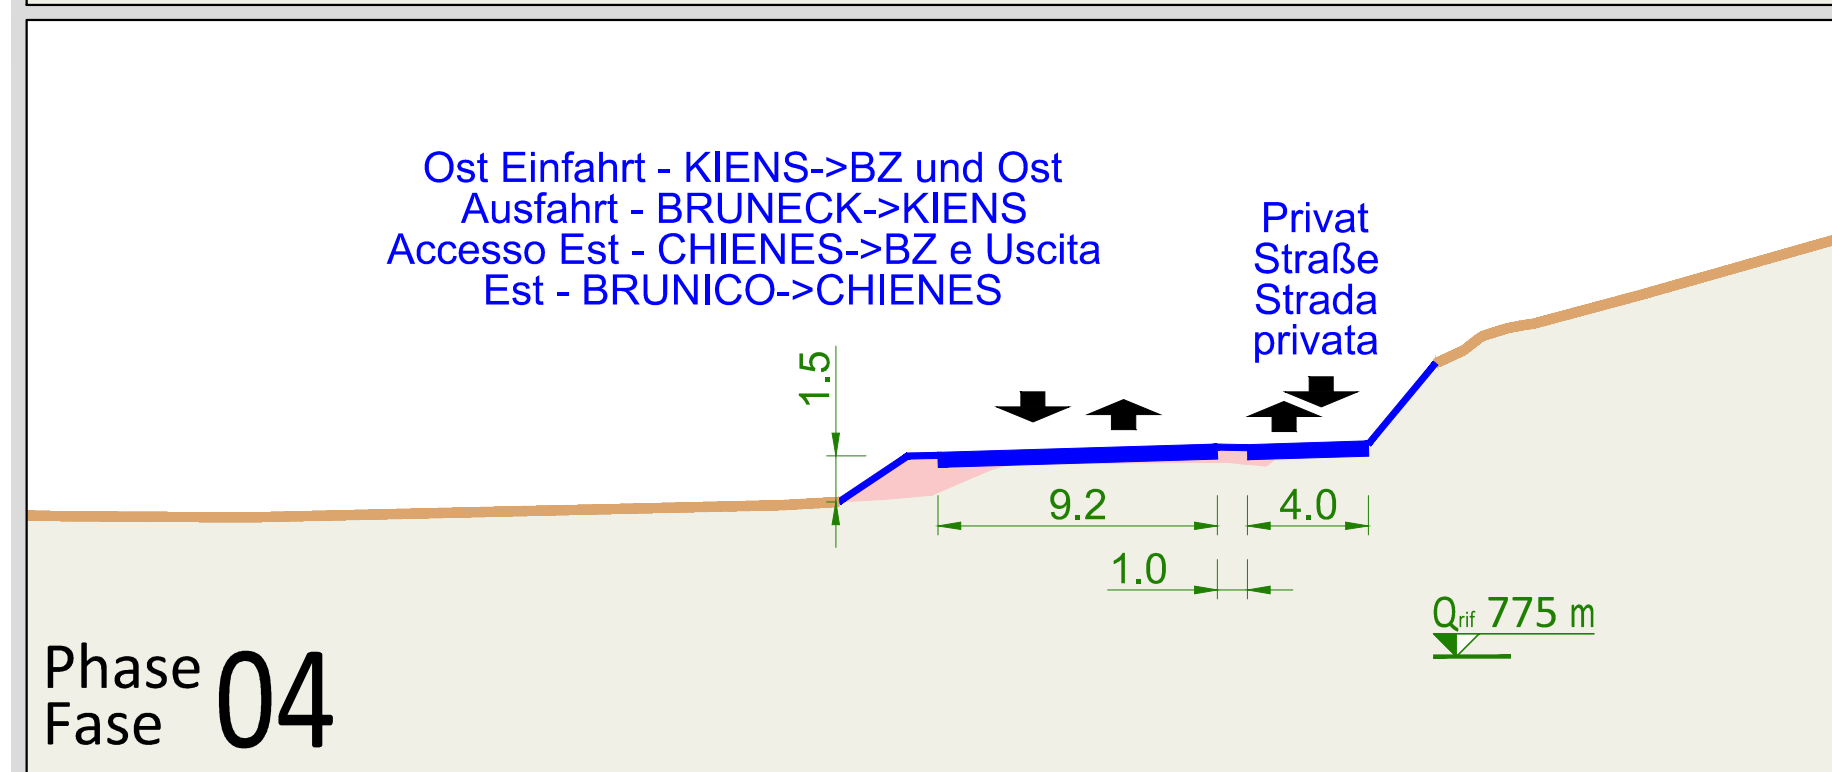 Ost Einfahrt - KIENS->BZ und Ost
Ausfahrt - BRUNECK->KIENS
Accesso Est - CHIENES->BZ e Uscita
Est - BRUNICO->CHIENES
Privat
Straße
Strada
privata
1.5
9.2
4.0
1.0
Qrif 775 m
Phase
Fase
04